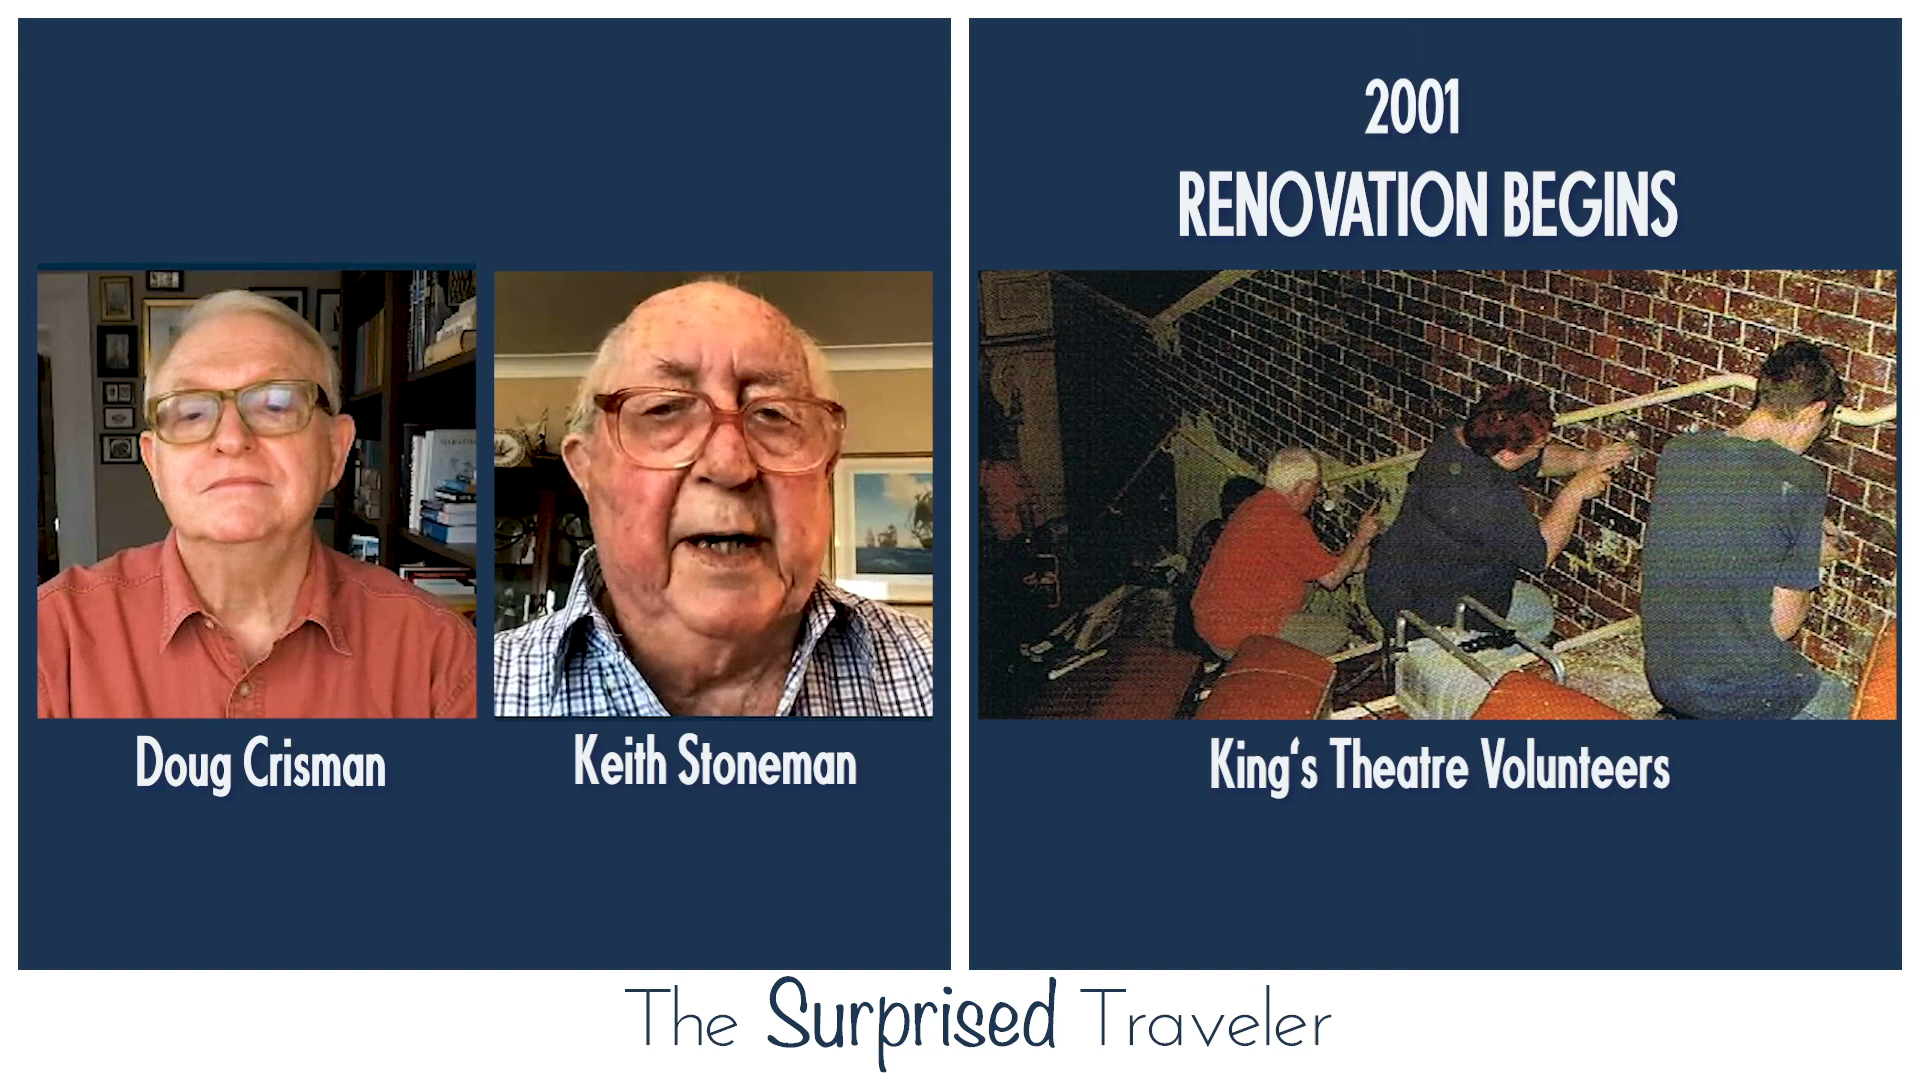 2001
RENOVATION BEGINS
Doug Crisman
Keith Stoneman
King‘s Theatre Volunteers
The Surprised Traveler